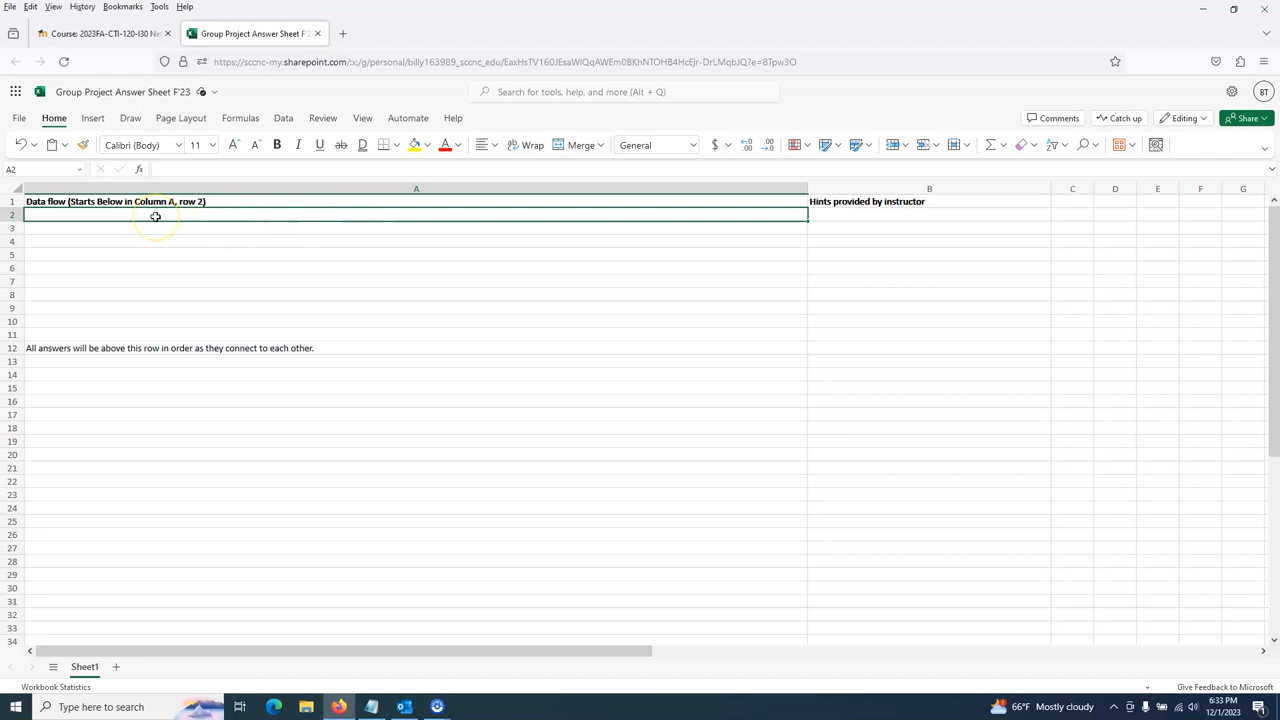 File Edit View History Bookmarks Tools Help
Course: 2023FA-CTI-120-I30 Ne
Group Project Answer Sheet F'23
https://sccnc-my.sharepoint.com/:x:/g/personal/billy163989_sccnc_edu/EaxHsTV160JEsaWIQqAWEm0BkhNTOHB4HcEjr-DrLMqbJQ?e=8Tpw3O
Group Project Answer Sheet F'23
Search for tools, help, and more (Alt + Q)
BT
File Home Insert Draw Page Layout Formulas Data Review View Automate Help
Comments Catch up Editing Share
Calibri (Body) 11 B I U ab A Wrap Merge General $
A2 fx
A B C D E F G
1 Data flow (Starts Below in Column A, row 2) Hints provided by instructor
2
3
4
5
6
7
8
9
10
11
12 All answers will be above this row in order as they connect to each other.
13
14
15
16
17
18
19
20
21
22
23
24
25
26
27
28
29
30
31
32
33
34
Sheet1
Workbook Statistics Give Feedback to Microsoft
Type here to search
66°F Mostly cloudy
6:33 PM
12/1/2023